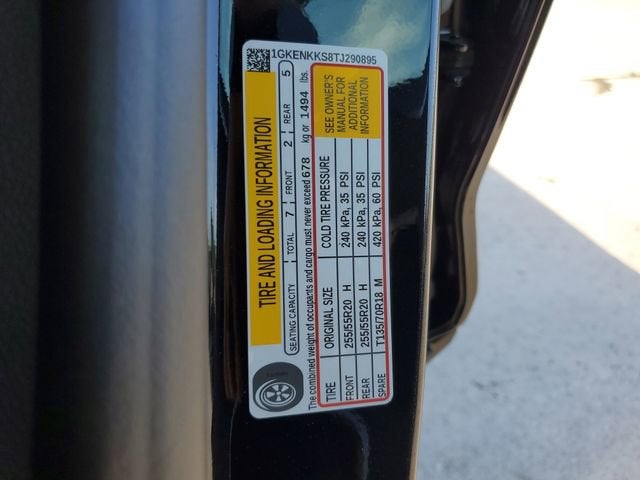 1GKENKKS8TJ290895
TIRE AND LOADING INFORMATION
SEATING CAPACITY TOTAL 7 FRONT 2 REAR 5
The combined weight of occupants and cargo must never exceed 678 kg or 1494 lbs.
TIRE ORIGINAL SIZE COLD TIRE PRESSURE
FRONT 255/55R20 H 240 kPa, 35 PSI
REAR 255/55R20 H 240 kPa, 35 PSI
SPARE T135/70R18 M 420 kPa, 60 PSI
SEE OWNER'S
MANUAL FOR
ADDITIONAL
INFORMATION